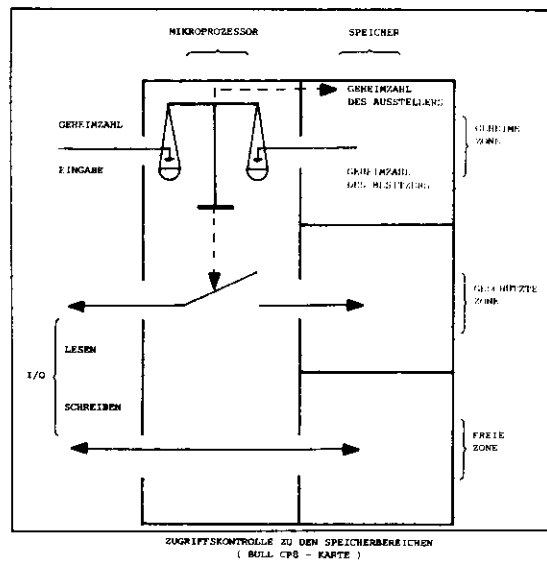 MIKROPROZESSOR
SPEICHER
GEHEIMZAHL
DES AUSSTELLERS
GEHEIMZAHL
EINGABE
GEHEIMZAHL
DES BESITZERS
GEHEIME
ZONE
GESCHÜTZTE
ZONE
I/O
LESEN
SCHREIBEN
FREIE
ZONE
ZUGRIFFSKONTROLLE ZU DEN SPEICHERBEREICHEN
( BULL CP8 - KARTE )